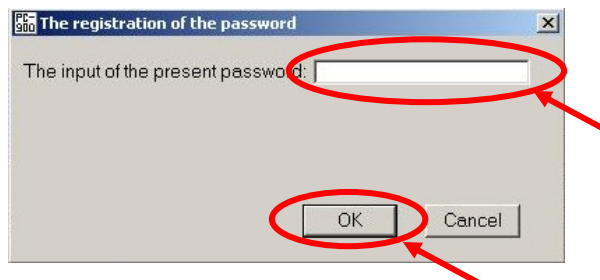 PC-
900 The registration of the password
The input of the present password:
OK Cancel